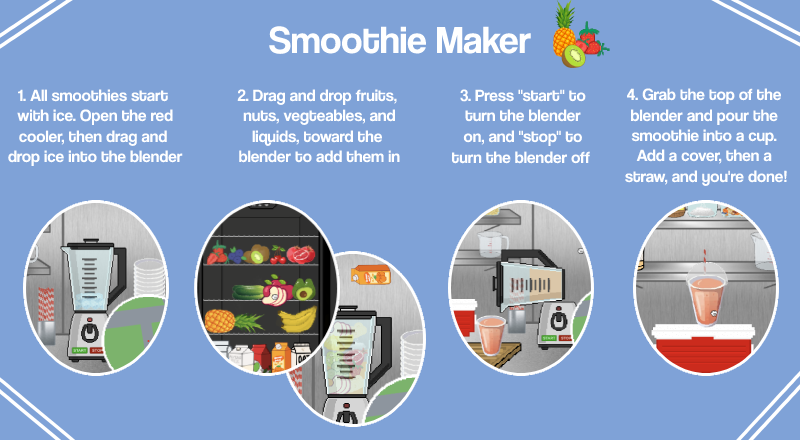 Smoothie Maker
1. All smoothies start
with ice. Open the red
cooler, then drag and
drop ice into the blender
2. Drag and drop fruits,
nuts, vegteables, and
liquids, toward the
blender to add them in
3. Press "start" to
turn the blender
on, and "stop" to
turn the blender off
4. Grab the top of the
blender and pour the
smoothie into a cup.
Add a cover, then a
straw, and you're done!
START STOP
START